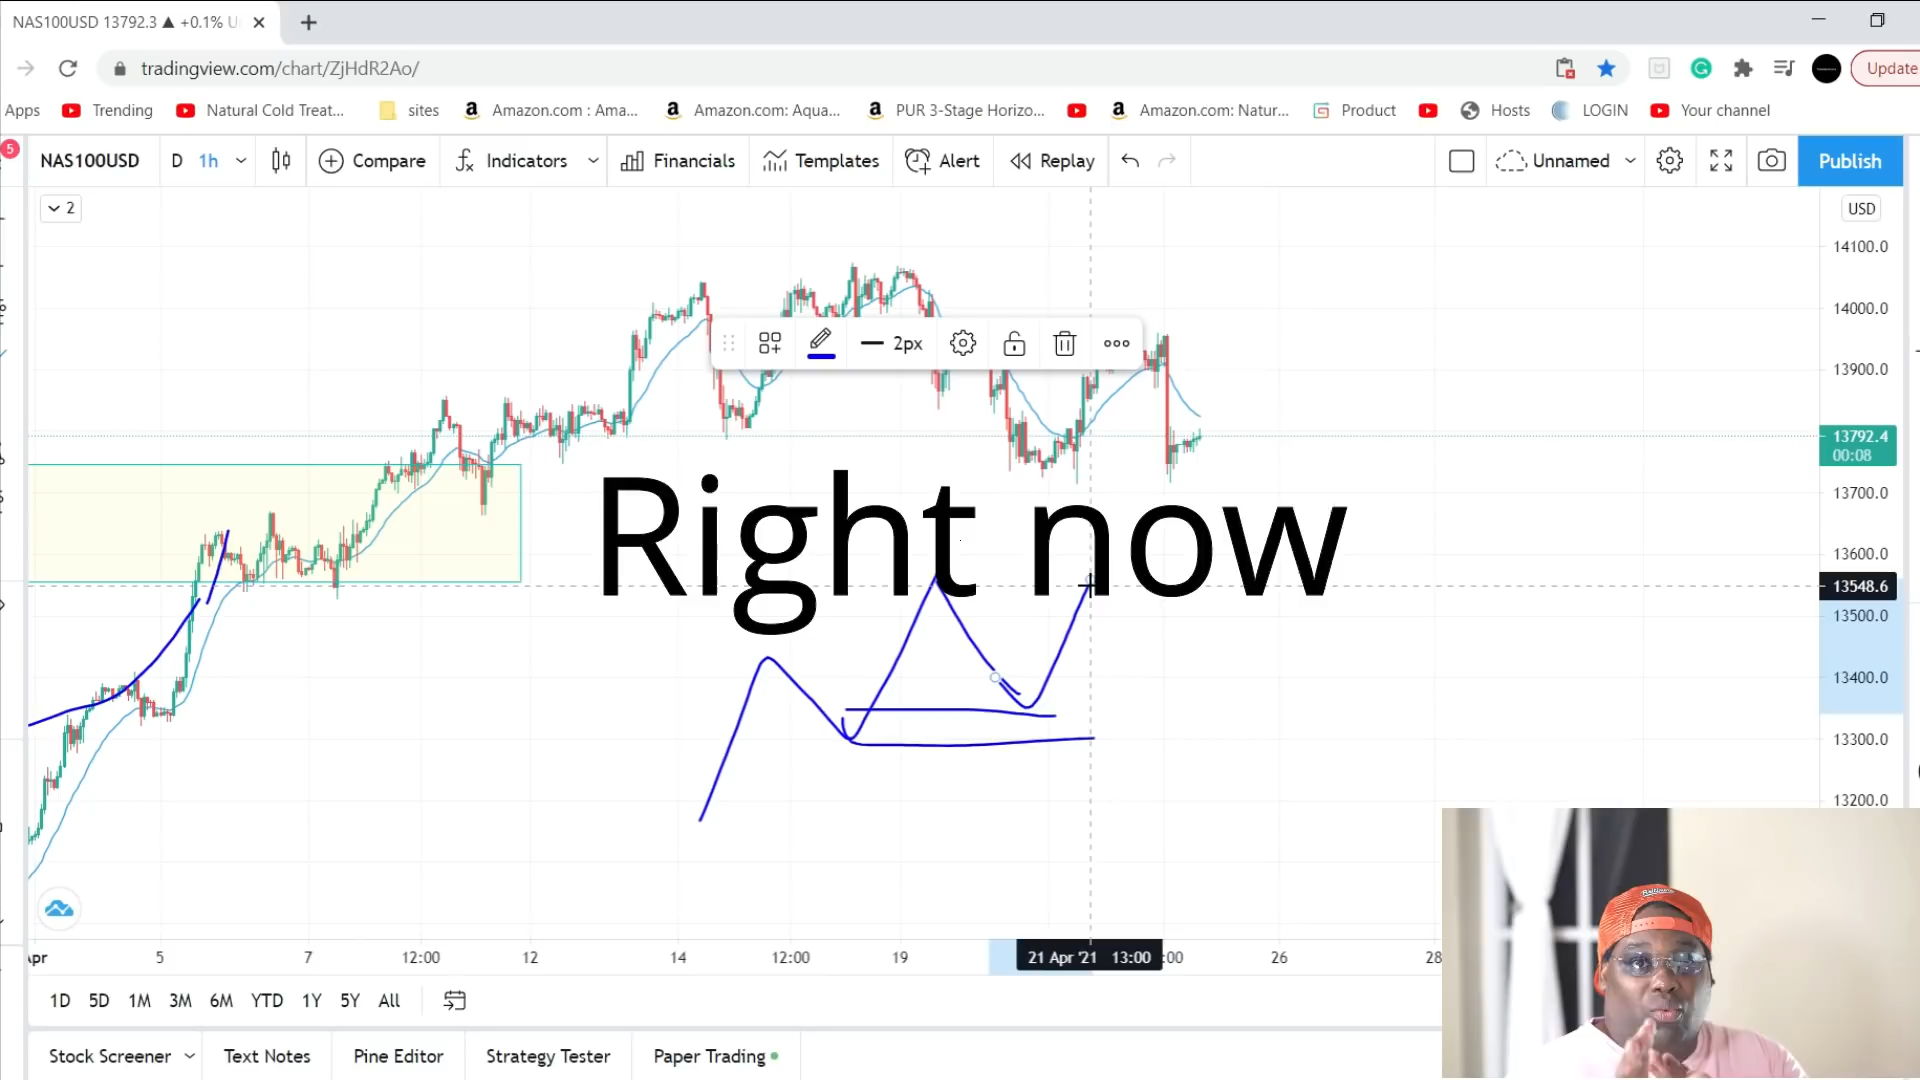 NAS100USD 13792.3 ▲ +0.1% U
tradingview.com/chart/ZjHdR2Ao/
Update
Apps Trending Natural Cold Treat... sites Amazon.com : Ama... Amazon.com: Aqua... PUR 3-Stage Horizo... Amazon.com: Natur... Product Hosts LOGIN Your channel
5
NAS100USD D 1h Compare Indicators Financials Templates Alert Replay Unnamed Publish
2
USD
14100.0
14000.0
2px
13900.0
13792.4
00:08
13700.0
Right now
13600.0
13548.6
13500.0
13400.0
13300.0
13200.0
Apr 5 7 12:00 12 14 12:00 19 21 Apr '21 13:00 :00 26 28
1D 5D 1M 3M 6M YTD 1Y 5Y All
Stock Screener Text Notes Pine Editor Strategy Tester Paper Trading